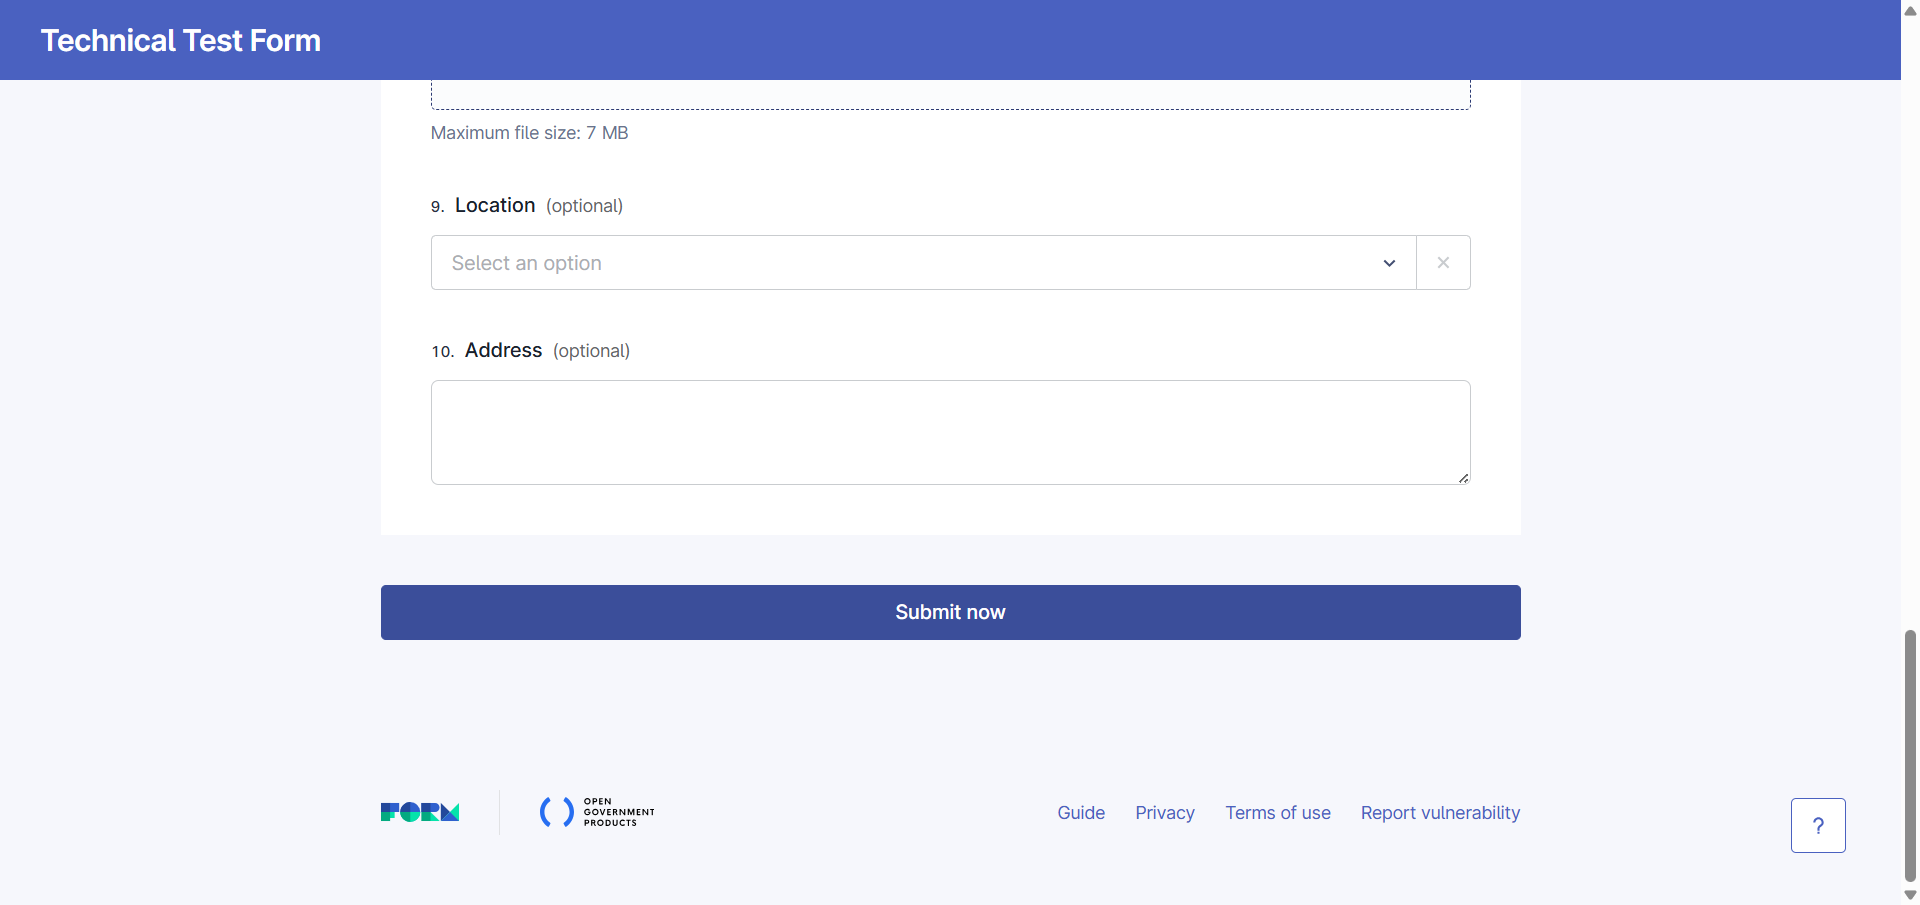 Technical Test Form
Maximum file size: 7 MB
9. Location (optional)
Select an option
10. Address (optional)
Submit now
FORM
OPEN
GOVERNMENT
PRODUCTS
Guide Privacy Terms of use Report vulnerability
?